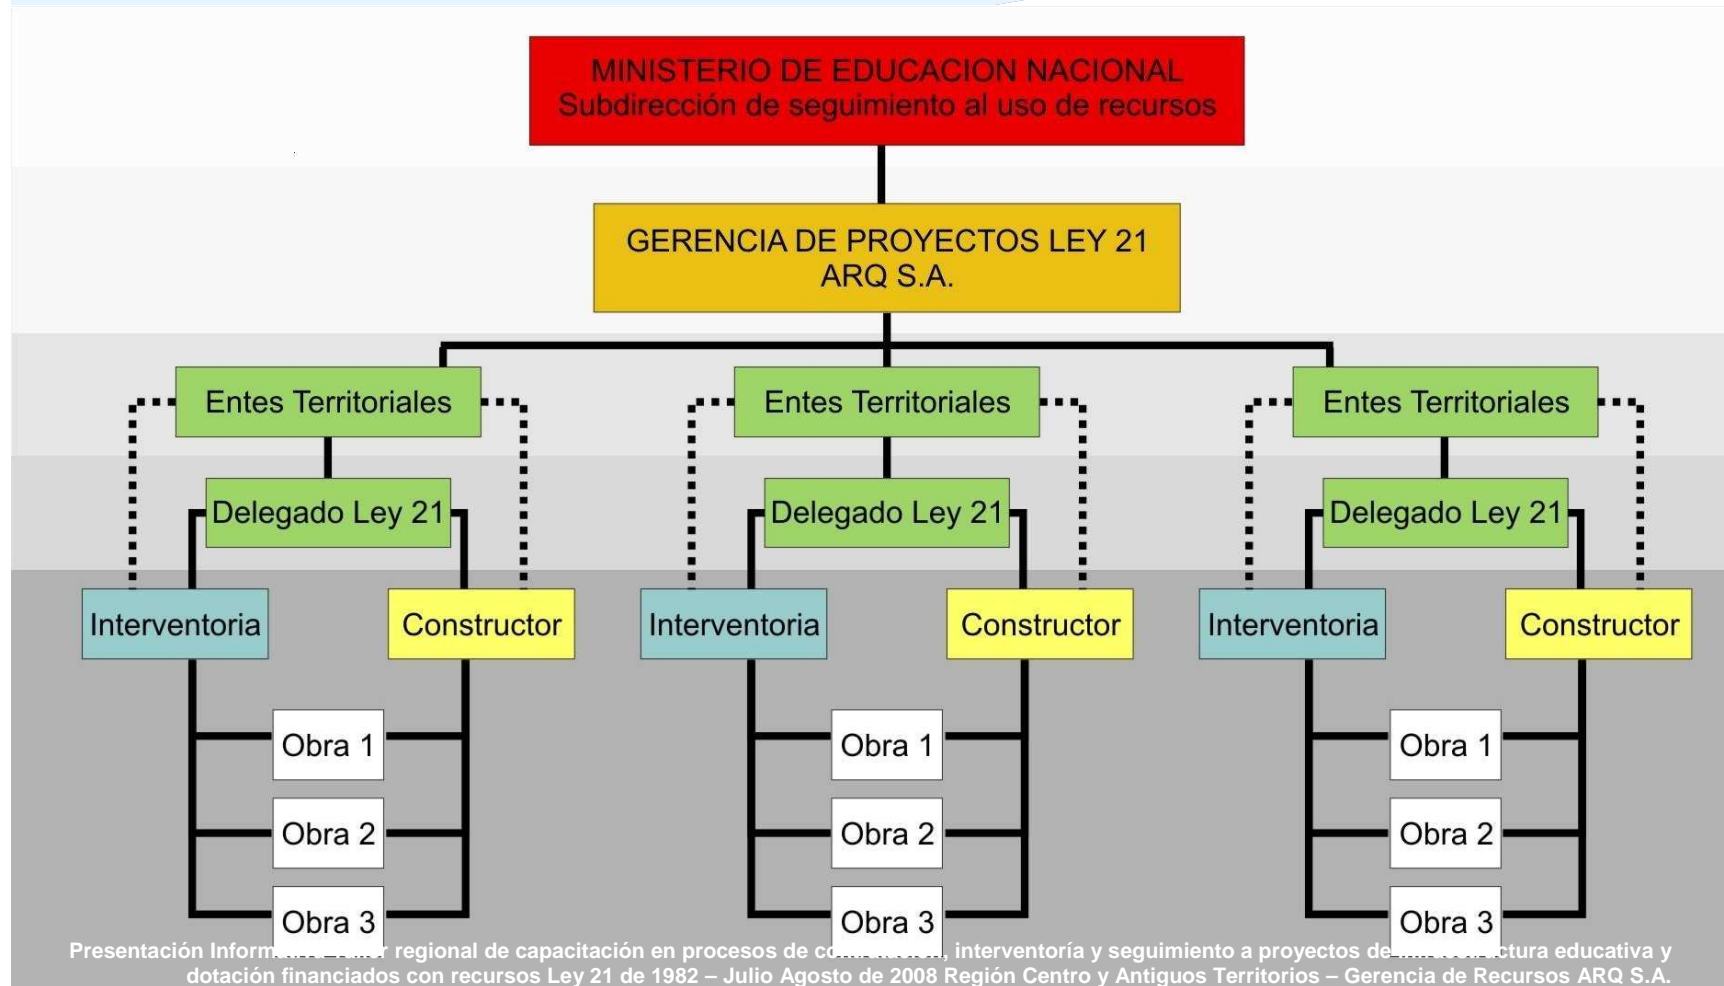 MINISTERIO DE EDUCACION NACIONAL
Subdirección de seguimiento al uso de recursos
GERENCIA DE PROYECTOS LEY 21
ARQ S.A.
Entes Territoriales
Entes Territoriales
Entes Territoriales
Delegado Ley 21
Delegado Ley 21
Delegado Ley 21
Interventoria
Constructor
Interventoria
Constructor
Interventoria
Constructor
Obra 1
Obra 1
Obra 1
Obra 2
Obra 2
Obra 2
Obra 3
Obra 3
Obra 3
Presentación regional de capacitación en procesos de interventoría y seguimiento a proyectos educativa y
dotación financiados con recursos Ley 21 de 1982 – Julio Agosto de 2008 Región Centro y Antiguos Territorios – Gerencia de Recursos ARQ S.A.